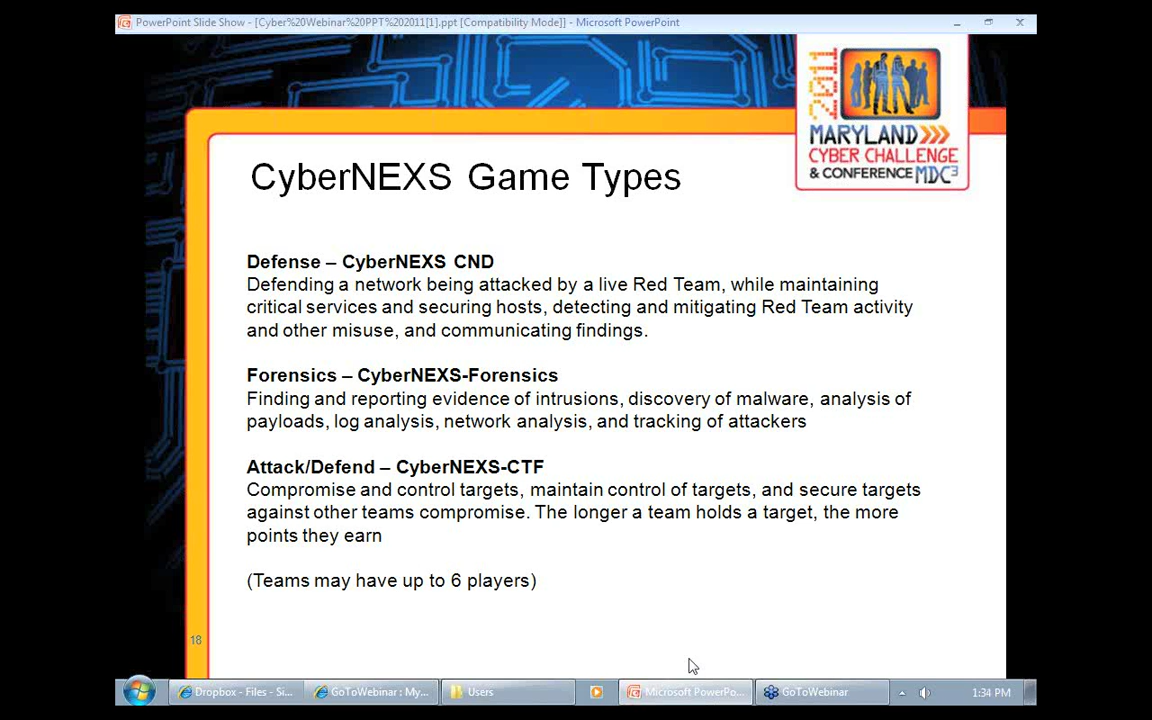 PowerPoint Slide Show - [Cyber%20Webinar%20PPT%202011[1].ppt [Compatibility Mode]] - Microsoft PowerPoint
2011
MARYLAND
CYBER CHALLENGE
& CONFERENCE MDC3
CyberNEXS Game Types
Defense – CyberNEXS CND
Defending a network being attacked by a live Red Team, while maintaining
critical services and securing hosts, detecting and mitigating Red Team activity
and other misuse, and communicating findings.
Forensics – CyberNEXS-Forensics
Finding and reporting evidence of intrusions, discovery of malware, analysis of
payloads, log analysis, network analysis, and tracking of attackers
Attack/Defend – CyberNEXS-CTF
Compromise and control targets, maintain control of targets, and secure targets
against other teams compromise. The longer a team holds a target, the more
points they earn
(Teams may have up to 6 players)
18
Dropbox - Files - Si... GoToWebinar : My... Users Microsoft PowerPo... GoToWebinar 1:34 PM